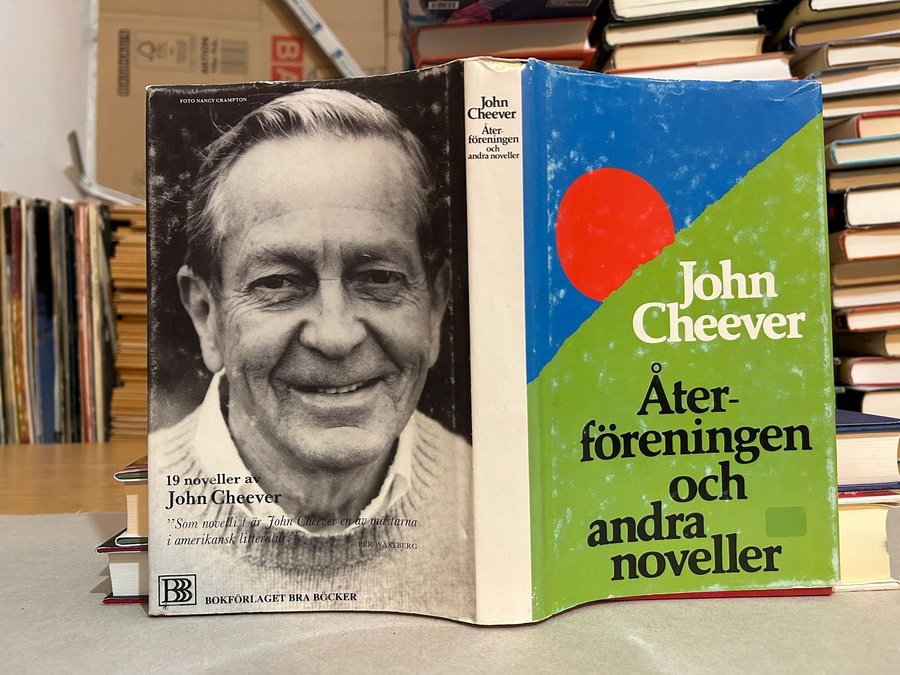 FOTO NANCY CRAMPTON
19 noveller av
John Cheever
”Som novellist är John Cheever en av mästarna
i amerikansk litteratur.”
PER WÄSTBERG
BBB
BOKFÖRLAGET BRA BÖCKER
John
Cheever
Åter-
föreningen
och
andra noveller
John
Cheever
Åter-
föreningen
och
andra
noveller